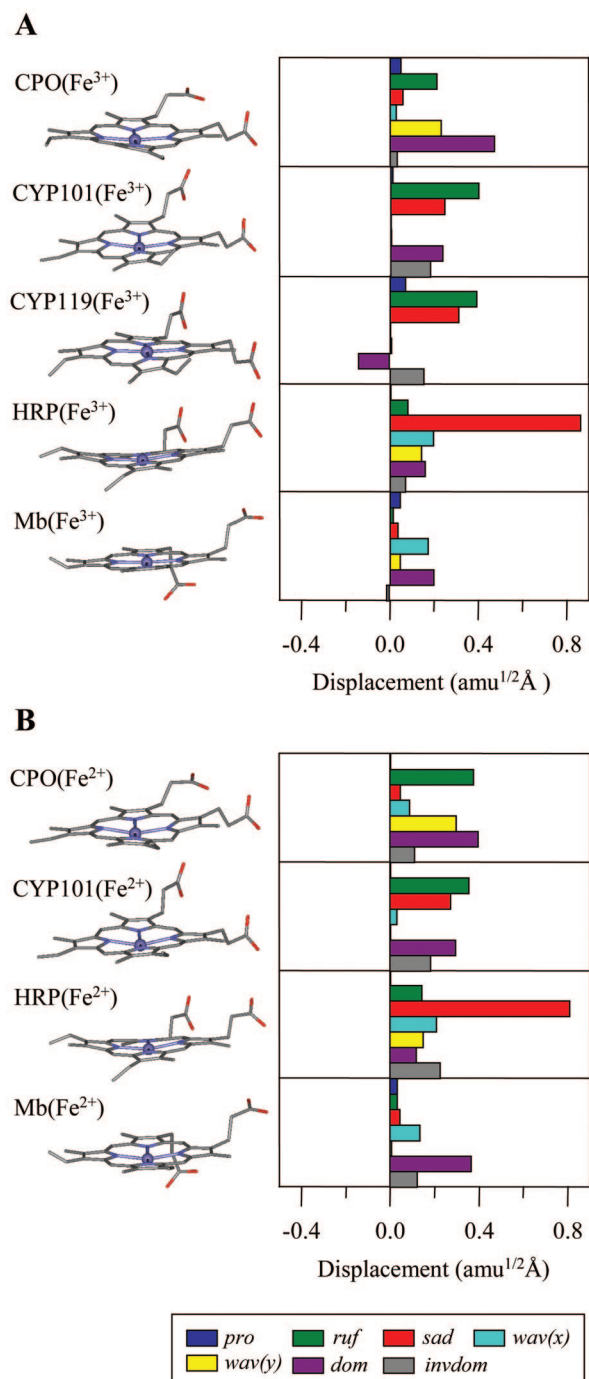 A
CPO(Fe³⁺)
CYP101(Fe³⁺)
CYP119(Fe³⁺)
HRP(Fe³⁺)
Mb(Fe³⁺)
-0.4 0.0 0.4 0.8
Displacement (amu¹/²Å )
B
CPO(Fe²⁺)
CYP101(Fe²⁺)
HRP(Fe²⁺)
Mb(Fe²⁺)
-0.4 0.0 0.4 0.8
Displacement (amu¹/²Å)
pro ruf sad wav(x)
wav(y) dom invdom